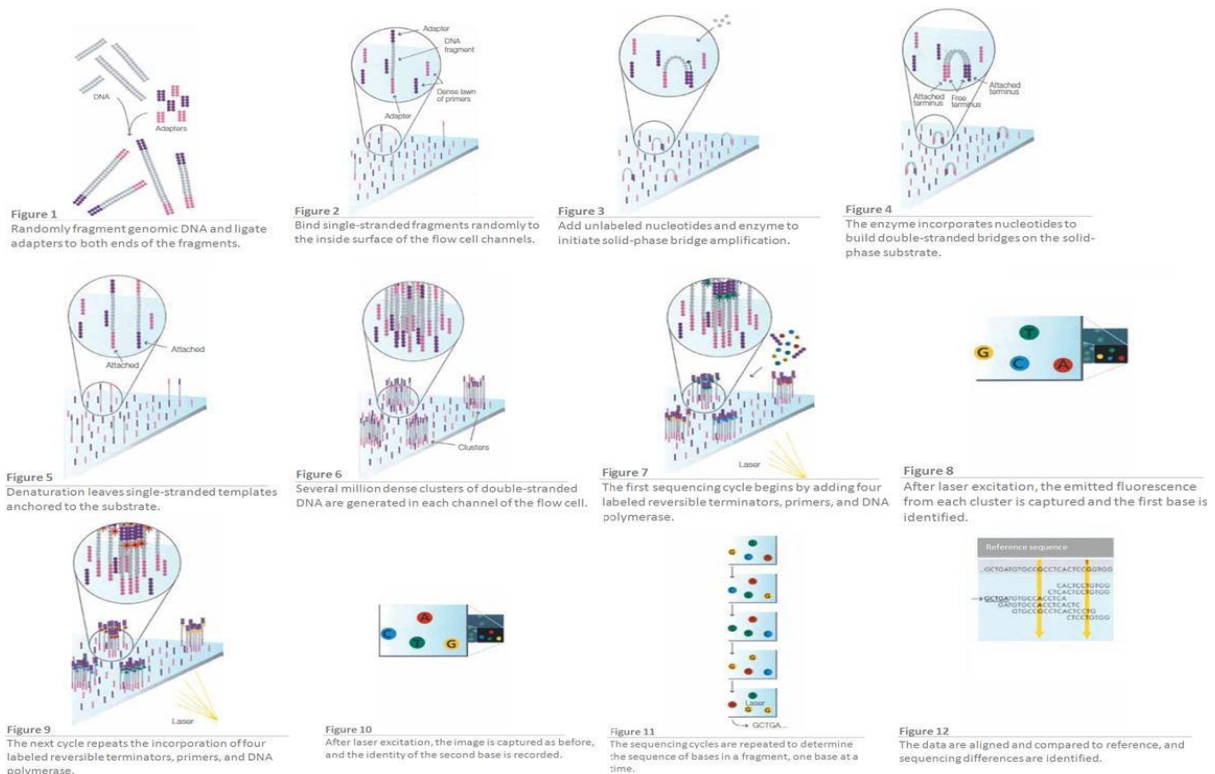 DNA
Adapters
Figure 1
Randomly fragment genomic DNA and ligate
adapters to both ends of the fragments.
Adapter
DNA
fragment
Dense lawn
of primers
Adapter
Figure 2
Bind single-stranded fragments randomly to
the inside surface of the flow cell channels.
Figure 3
Add unlabeled nucleotides and enzyme to
initiate solid-phase bridge amplification.
Attached
terminus
Free
terminus
Attached
terminus
Figure 4
The enzyme incorporates nucleotides to
build double-stranded bridges on the solid-
phase substrate.
Attached
Attached
Figure 5
Denaturation leaves single-stranded templates
anchored to the substrate.
Clusters
Figure 6
Several million dense clusters of double-stranded
DNA are generated in each channel of the flow cell.
Laser
Figure 7
The first sequencing cycle begins by adding four
labeled reversible terminators, primers, and DNA
polymerase.
T
G
C
A
Figure 8
After laser excitation, the emitted fluorescence
from each cluster is captured and the first base is
identified.
Laser
Figure 9
The next cycle repeats the incorporation of four
labeled reversible terminators, primers, and DNA
polymerase.
A
C
T
G
Figure 10
After laser excitation, the image is captured as before,
and the identity of the second base is recorded.
Laser
GCTGA...
Figure 11
The sequencing cycles are repeated to determine
the sequence of bases in a fragment, one base at a
time.
Reference sequence
...GCTGATGTGCCGCCTCACTCCGGTGG
CACTCCTGTGG
CTCACTCCTGTGG
GCTGATGTGCCACCTCA
GATGTGCCACCTCACTC
GTGCCGCCTCACTCCTG
CTCCTGTGG
Figure 12
The data are aligned and compared to reference, and
sequencing differences are identified.